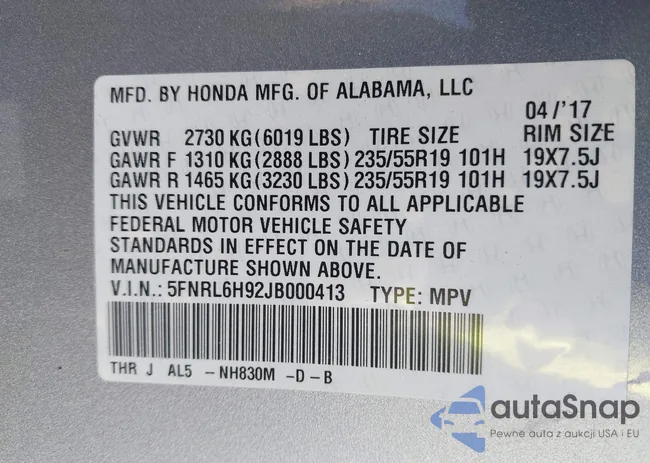 MFD. BY HONDA MFG. OF ALABAMA, LLC
04/'17
GVWR 2730 KG(6019 LBS) TIRE SIZE RIM SIZE
GAWR F 1310 KG(2888 LBS) 235/55R19 101H 19X7.5J
GAWR R 1465 KG(3230 LBS) 235/55R19 101H 19X7.5J
THIS VEHICLE CONFORMS TO ALL APPLICABLE
FEDERAL MOTOR VEHICLE SAFETY
STANDARDS IN EFFECT ON THE DATE OF
MANUFACTURE SHOWN ABOVE.
V.I.N.: 5FNRL6H92JB000413 TYPE: MPV
THR J AL5 -NH830M -D-B
autaSnap
Pewne auta z aukcji USA i EU